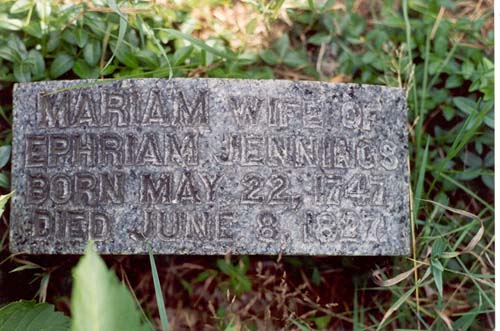 MARIAM WIFE OF
EPHRIAM JENNINGS
BORN MAY 22, 1747
DIED JUNE 8, 1827